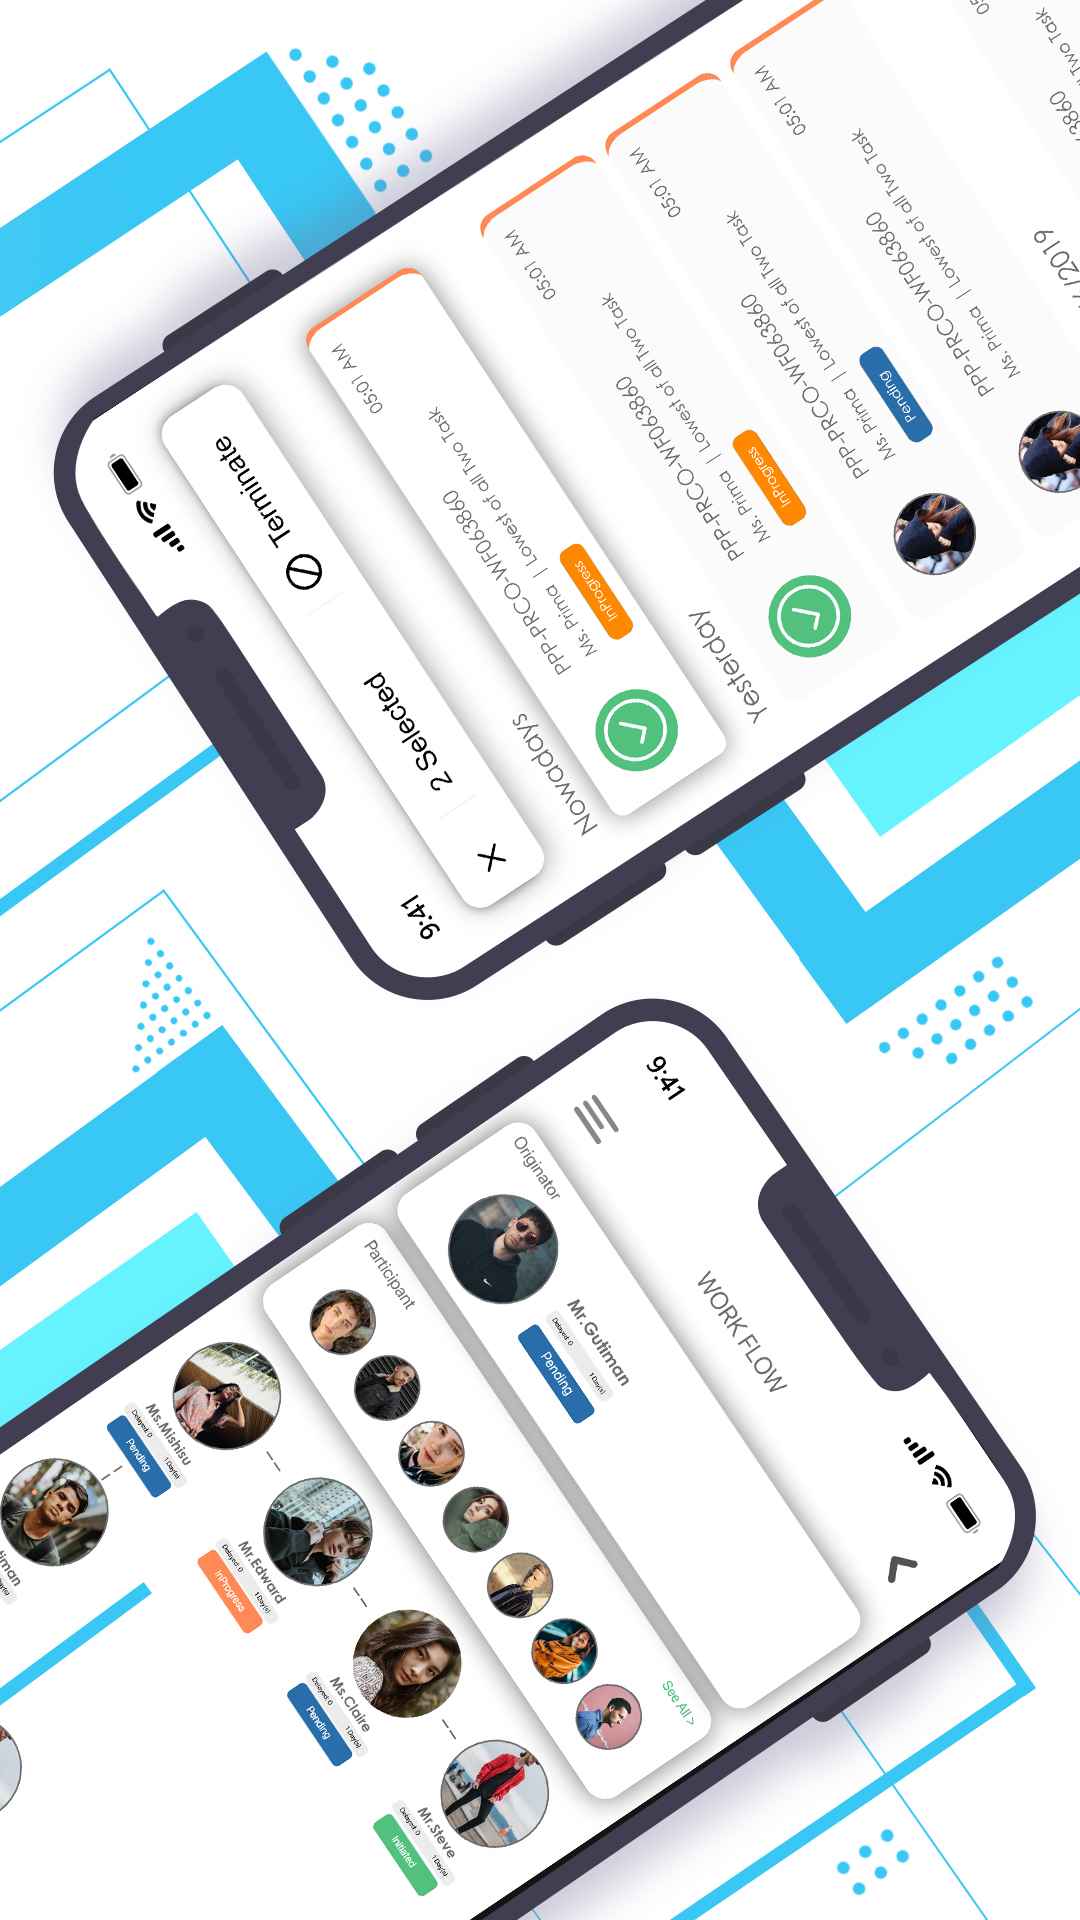 9:41
2 Selected
Terminate
Nowadays
PPP-PRCO-WF063860
Ms. Prima | Lowest of all Two Task
InProgress
05:01 AM
Yesterday
PPP-PRCO-WF063860
Ms. Prima | Lowest of all Two Task
InProgress
05:01 AM
PPP-PRCO-WF063860
Ms. Prima | Lowest of all Two Task
Pending
05:01 AM
PPP-PRCO-WF063860
Ms. Prima | Lowest of all Two Task
05:01 AM
/2019
3860
Two Task
9:41
WORK FLOW
Originator
Mr.Gutiman
Delayed: 0 1 Day(s)
Pending
Participant
See All >
Ms.Mishisu
Delayed: 0 1 Day(s)
Pending
Mr.Edward
Delayed: 0 1 Day(s)
InProgress
Ms.Claire
Delayed: 0 1 Day(s)
Pending
Mr.Steve
Delayed: 0 1 Day(s)
Initiated